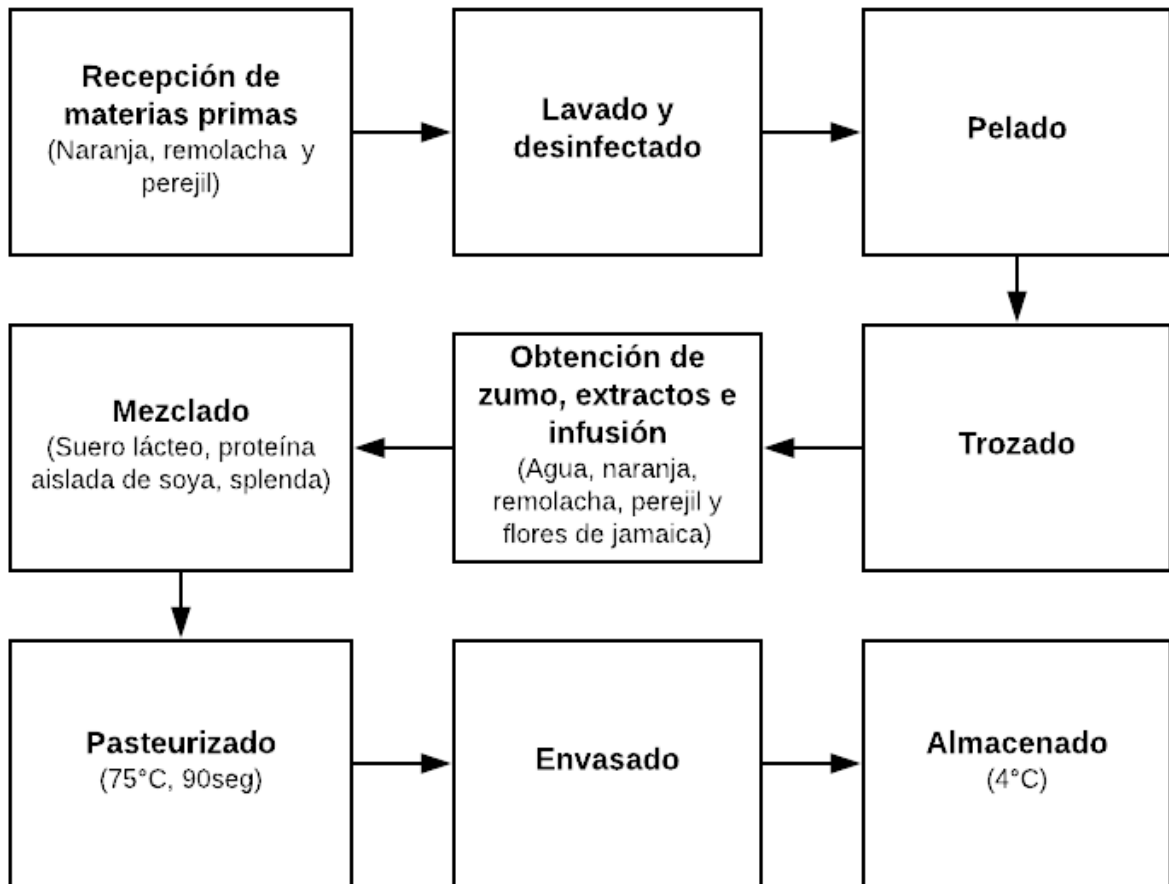 Recepción de
materias primas
(Naranja, remolacha y
perejil)
Lavado y
desinfectado
Pelado
Trozado
Obtención de
zumo, extractos e
infusión
(Agua, naranja,
remolacha, perejil y
flores de jamaica)
Mezclado
(Suero lácteo, proteína
aislada de soya, splenda)
Pasteurizado
(75°C, 90seg)
Envasado
Almacenado
(4°C)